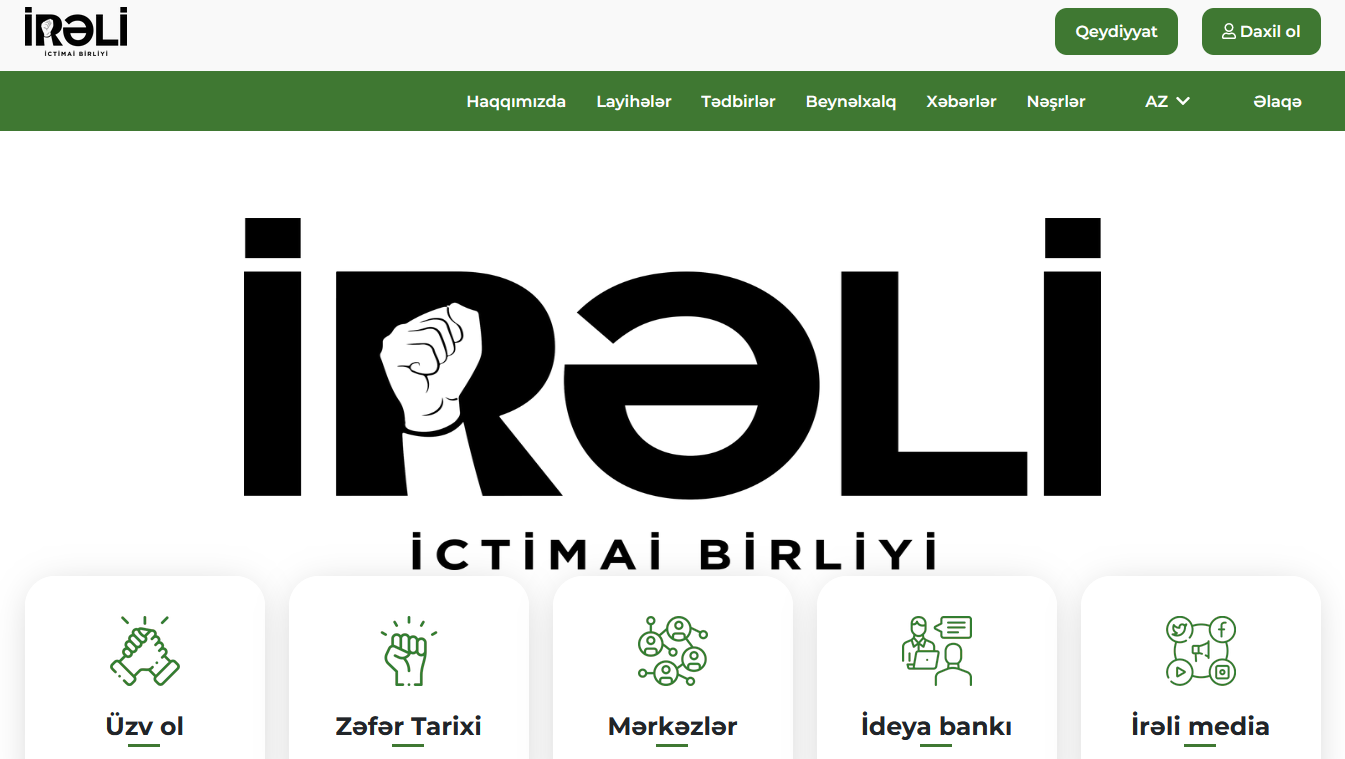 İRƏLİ
İCTİMAİ BİRLİYİ
Qeydiyyat
Daxil ol
Haqqımızda Layihələr Tədbirlər Beynəlxalq Xəbərlər Nəşrlər AZ Əlaqə
İRƏLİ
İCTİMAİ BİRLİYİ
Üzv ol
Zəfər Tarixi
Mərkəzlər
İdeya bankı
İrəli media